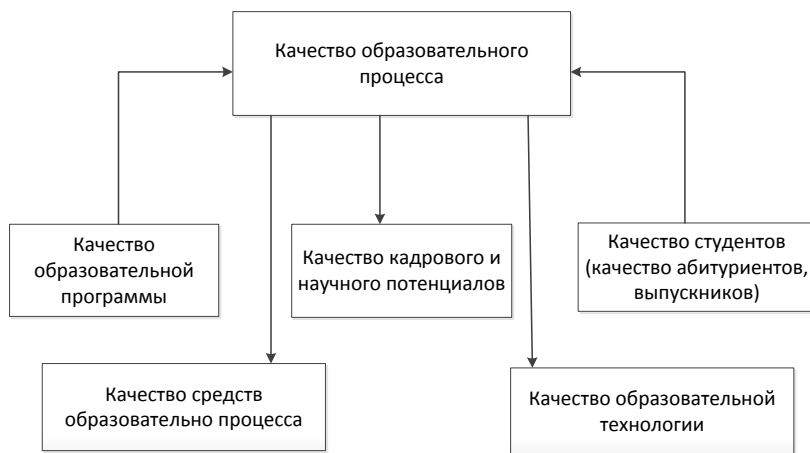 Качество образовательного
процесса
Качество
образовательной
программы
Качество кадрового и
научного потенциалов
Качество студентов
(качество абитуриентов,
выпускников)
Качество средств
образовательно процесса
Качество образовательной
технологии